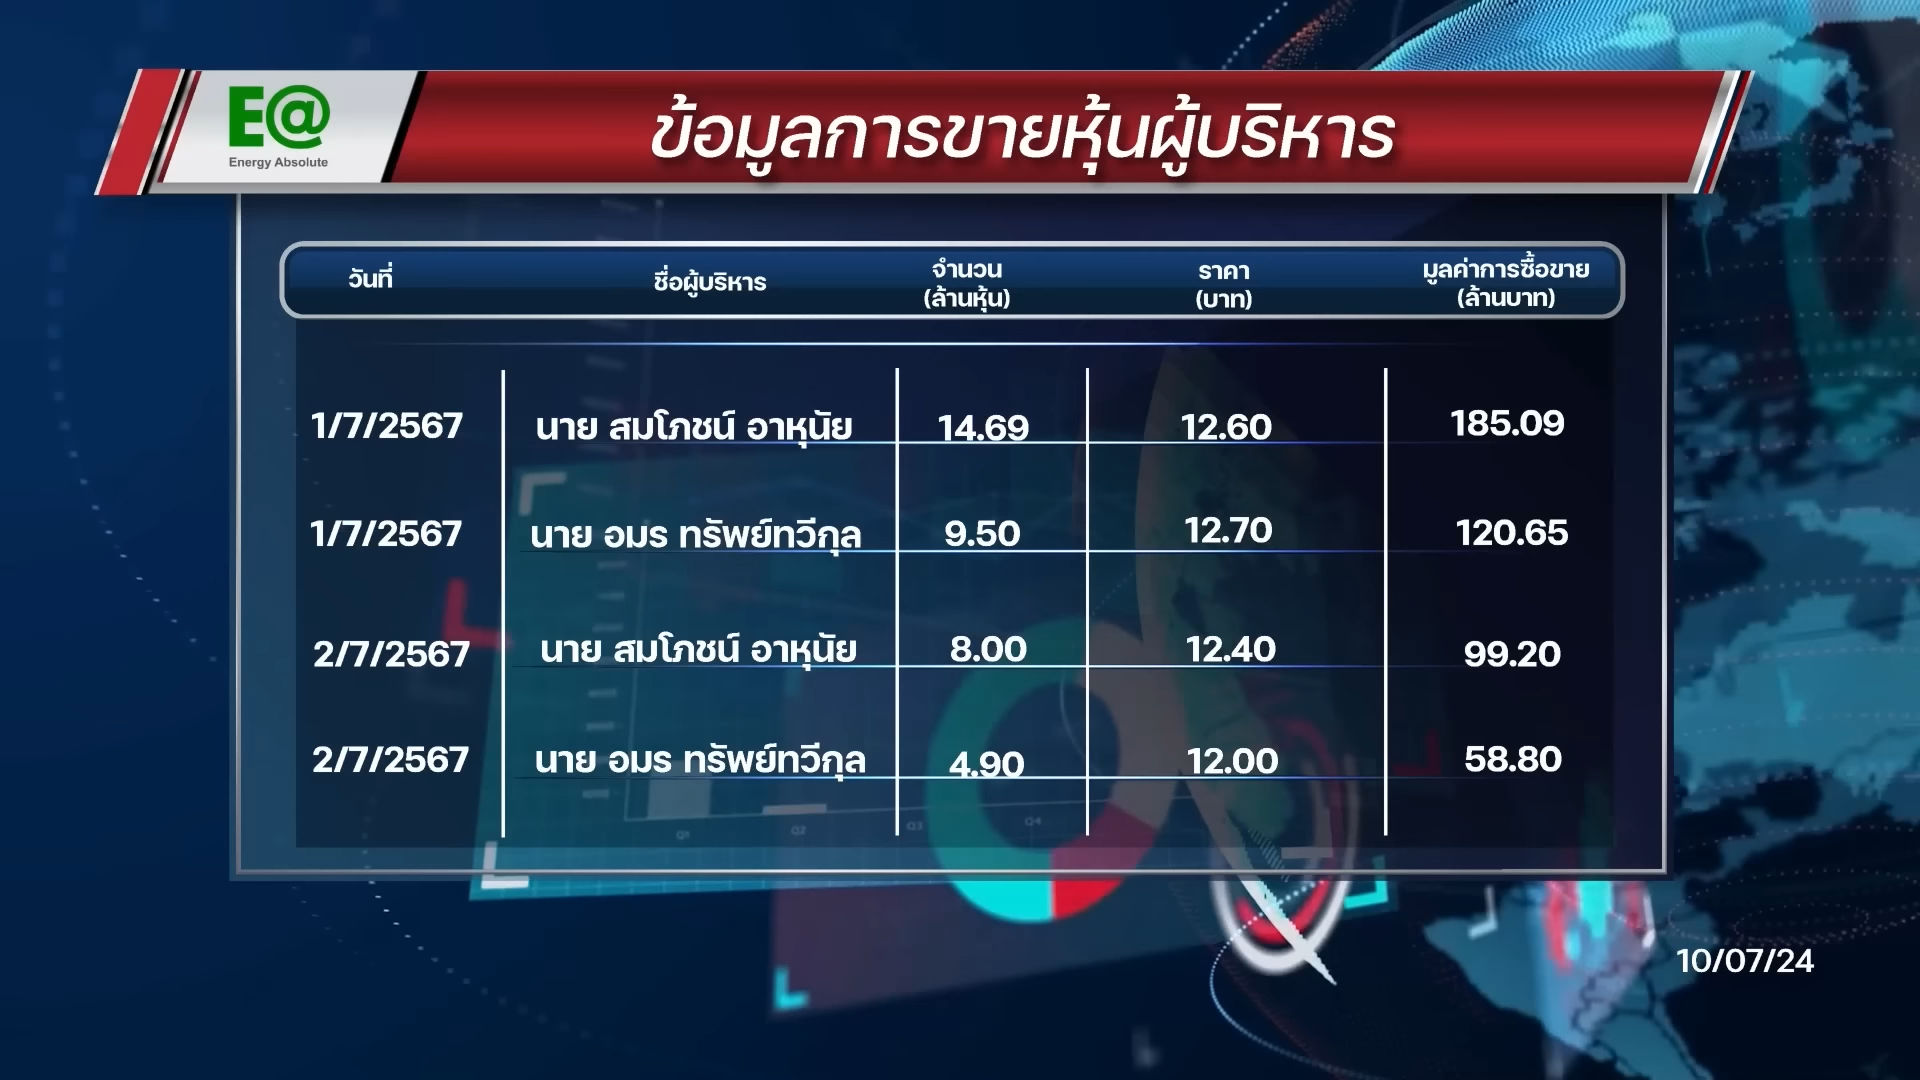 E@
Energy Absolute
ข้อมูลการขายหุ้นผู้บริหาร
วันที่ ชื่อผู้บริหาร จำนวน (ล้านหุ้น) ราคา (บาท) มูลค่าการซื้อขาย (ล้านบาท)
1/7/2567 นาย สมโภชน์ อาหุนัย 14.69 12.60 185.09
1/7/2567 นาย อมร ทรัพย์ทวีกุล 9.50 12.70 120.65
2/7/2567 นาย สมโภชน์ อาหุนัย 8.00 12.40 99.20
2/7/2567 นาย อมร ทรัพย์ทวีกุล 4.90 12.00 58.80
Q1 Q2 Q3 Q4
10/07/24